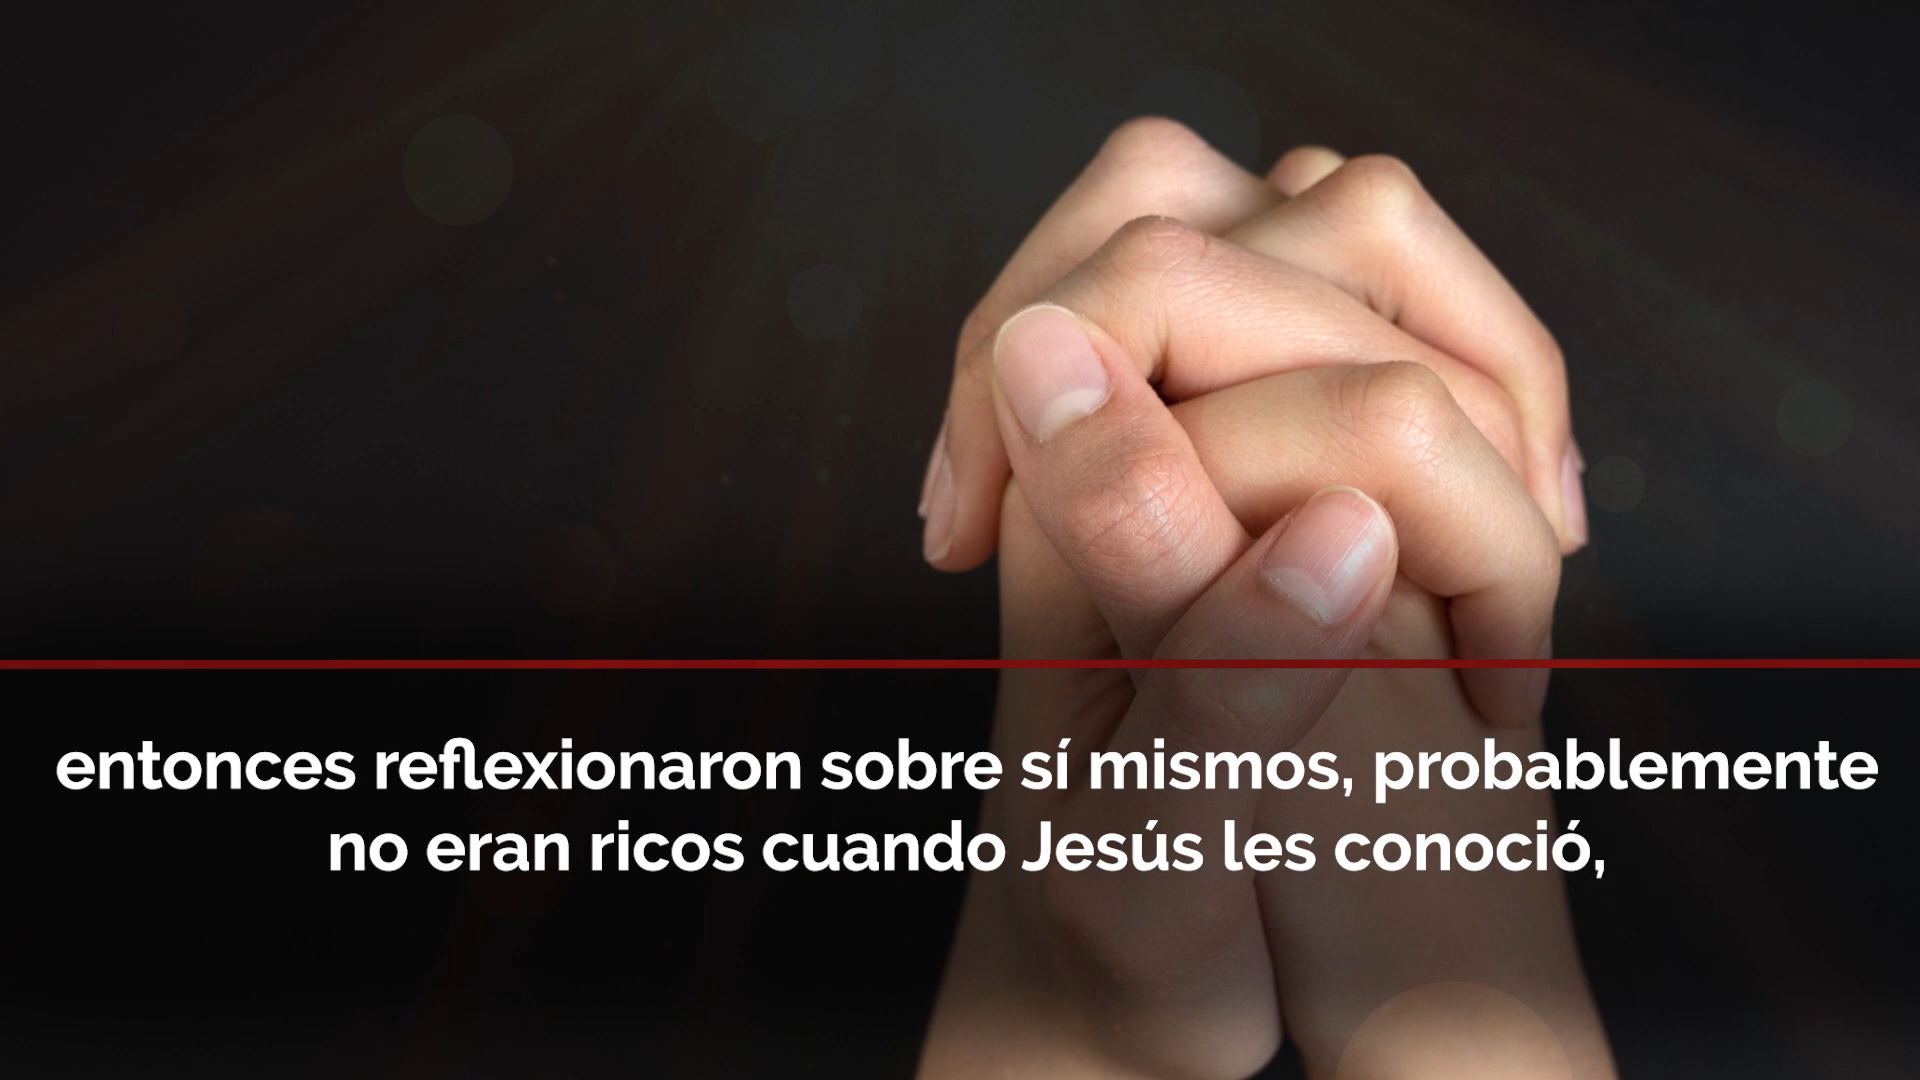 entonces reflexionaron sobre sí mismos, probablemente
no eran ricos cuando Jesús les conoció,